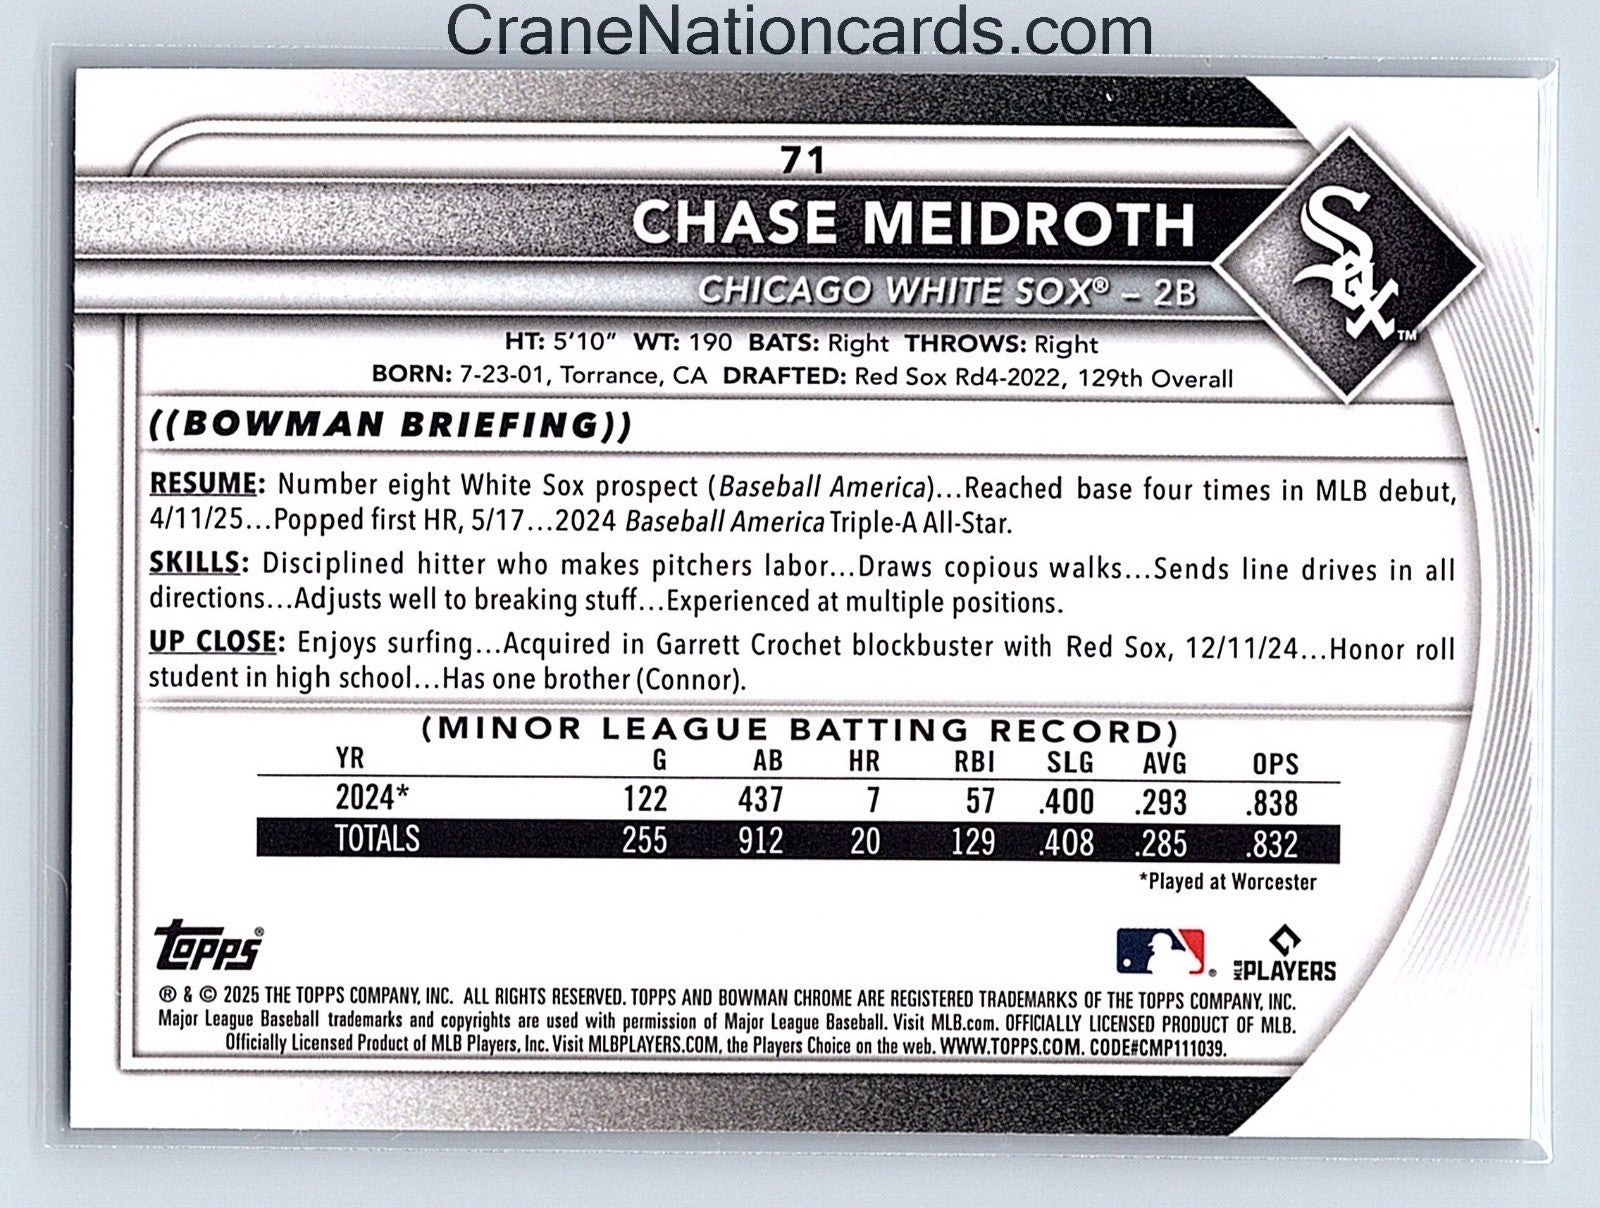 CraneNationcards.com
71
CHASE MEIDROTH
CHICAGO WHITE SOX® – 2B
Sox™
HT: 5'10" WT: 190 BATS: Right THROWS: Right
BORN: 7-23-01, Torrance, CA DRAFTED: Red Sox Rd4-2022, 129th Overall
((BOWMAN BRIEFING))
RESUME: Number eight White Sox prospect (Baseball America)...Reached base four times in MLB debut,
4/11/25...Popped first HR, 5/17...2024 Baseball America Triple-A All-Star.
SKILLS: Disciplined hitter who makes pitchers labor...Draws copious walks...Sends line drives in all
directions...Adjusts well to breaking stuff...Experienced at multiple positions.
UP CLOSE: Enjoys surfing...Acquired in Garrett Crochet blockbuster with Red Sox, 12/11/24...Honor roll
student in high school...Has one brother (Connor).
(MINOR LEAGUE BATTING RECORD)
YR G AB HR RBI SLG AVG OPS
2024* 122 437 7 57 .400 .293 .838
TOTALS 255 912 20 129 .408 .285 .832
*Played at Worcester
Topps®
MLB PLAYERS
® & © 2025 THE TOPPS COMPANY, INC. ALL RIGHTS RESERVED. TOPPS AND BOWMAN CHROME ARE REGISTERED TRADEMARKS OF THE TOPPS COMPANY, INC.
Major League Baseball trademarks and copyrights are used with permission of Major League Baseball. Visit MLB.com. OFFICIALLY LICENSED PRODUCT OF MLB.
Officially Licensed Product of MLB Players, Inc. Visit MLBPLAYERS.COM, the Players Choice on the web. WWW.TOPPS.COM. CODE#CMP111039.